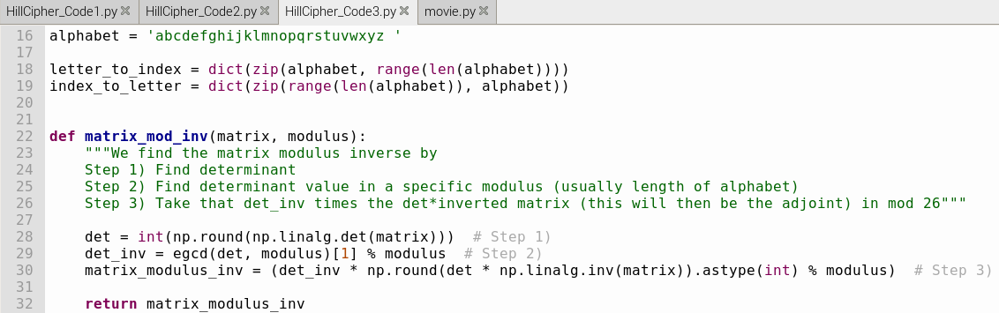 HillCipher_Code1.py HillCipher_Code2.py HillCipher_Code3.py movie.py
16 alphabet = 'abcdefghijklmnopqrstuvwxyz '
17
18 letter_to_index = dict(zip(alphabet, range(len(alphabet))))
19 index_to_letter = dict(zip(range(len(alphabet)), alphabet))
20
21
22 def matrix_mod_inv(matrix, modulus):
23     """We find the matrix modulus inverse by
24     Step 1) Find determinant
25     Step 2) Find determinant value in a specific modulus (usually length of alphabet)
26     Step 3) Take that det_inv times the det*inverted matrix (this will then be the adjoint) in mod 26"""
27
28     det = int(np.round(np.linalg.det(matrix)))  # Step 1)
29     det_inv = egcd(det, modulus)[1] % modulus  # Step 2)
30     matrix_modulus_inv = (det_inv * np.round(det * np.linalg.inv(matrix)).astype(int) % modulus)  # Step 3)
31
32     return matrix_modulus_inv